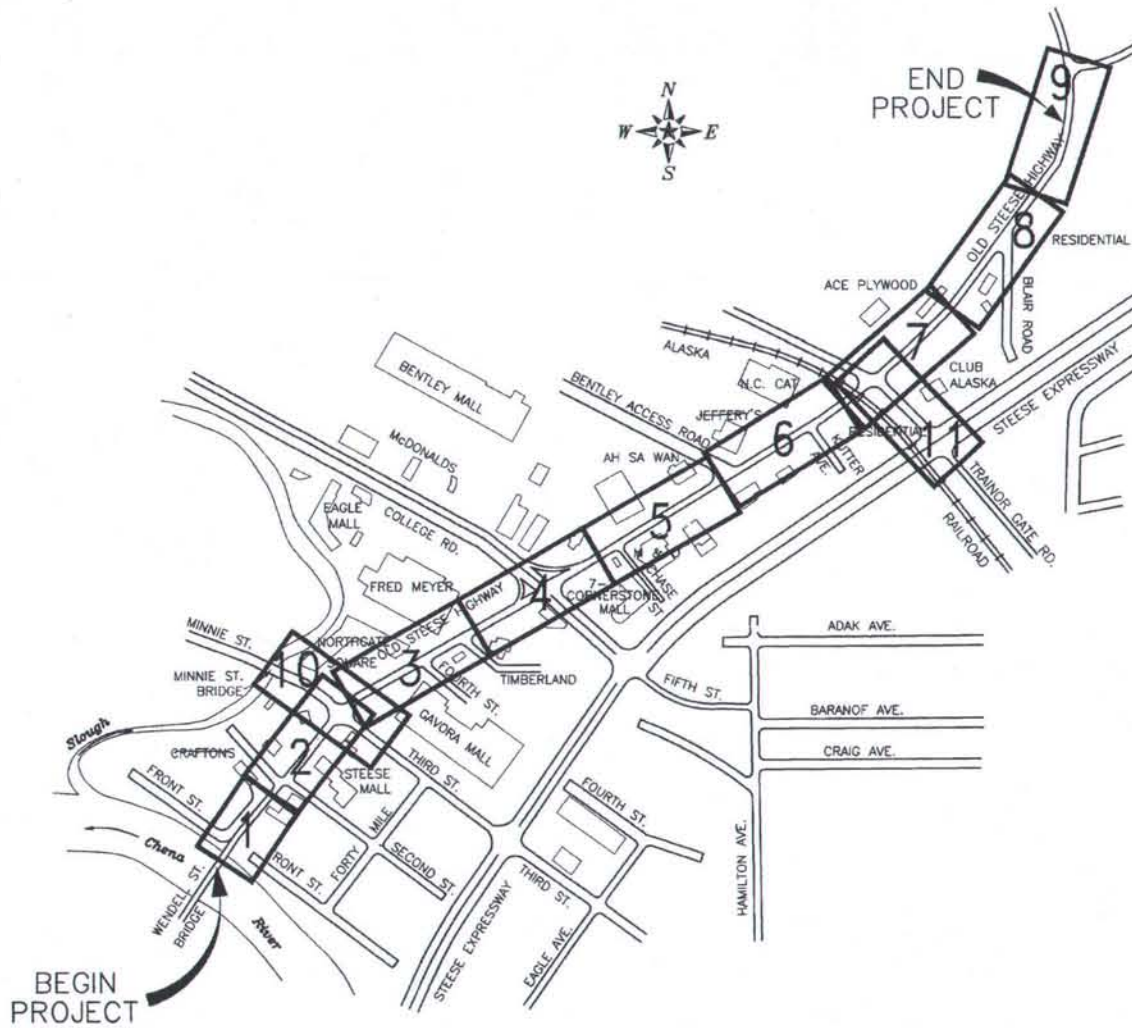 END
PROJECT
9
N
W E
S
OLD STEESE HIGHWAY
8
RESIDENTIAL
ACE PLYWOOD
BLAIR ROAD
ALASKA
7
BENTLEY MALL
N.C. CAT
CLUB
ALASKA
STEESE EXPRESSWAY
BENTLEY ACCESS ROAD
JEFFERY'S
RESIDENTIAL
6
11
McDONALDS
AH SA WAN
RUTTER
AVE.
TRAINOR GATE RD.
RAILROAD
EAGLE
MALL
COLLEGE RD.
5
M &
CHASE ST
7-
CORNERSTONE
MALL
FRED MEYER
4
OLD STEESE HIGHWAY
ADAK AVE.
MINNIE ST.
NORTHGATE
SQUARE
10
3
TIMBERLAND
FIFTH ST.
MINNIE ST.
BRIDGE
FOURTH ST.
BARANOF AVE.
GAVORA MALL
CRAIG AVE.
Slough
CRAFTONS
2
THIRD ST.
STEESE
MALL
FRONT ST.
FOURTH ST.
1
FORTY MILE
SECOND ST.
Chena
River
RONT ST.
THIRD ST.
HAMILTON AVE.
WENDELL ST.
BRIDGE
STEESE EXPRESSWAY
EAGLE AVE.
BEGIN
PROJECT